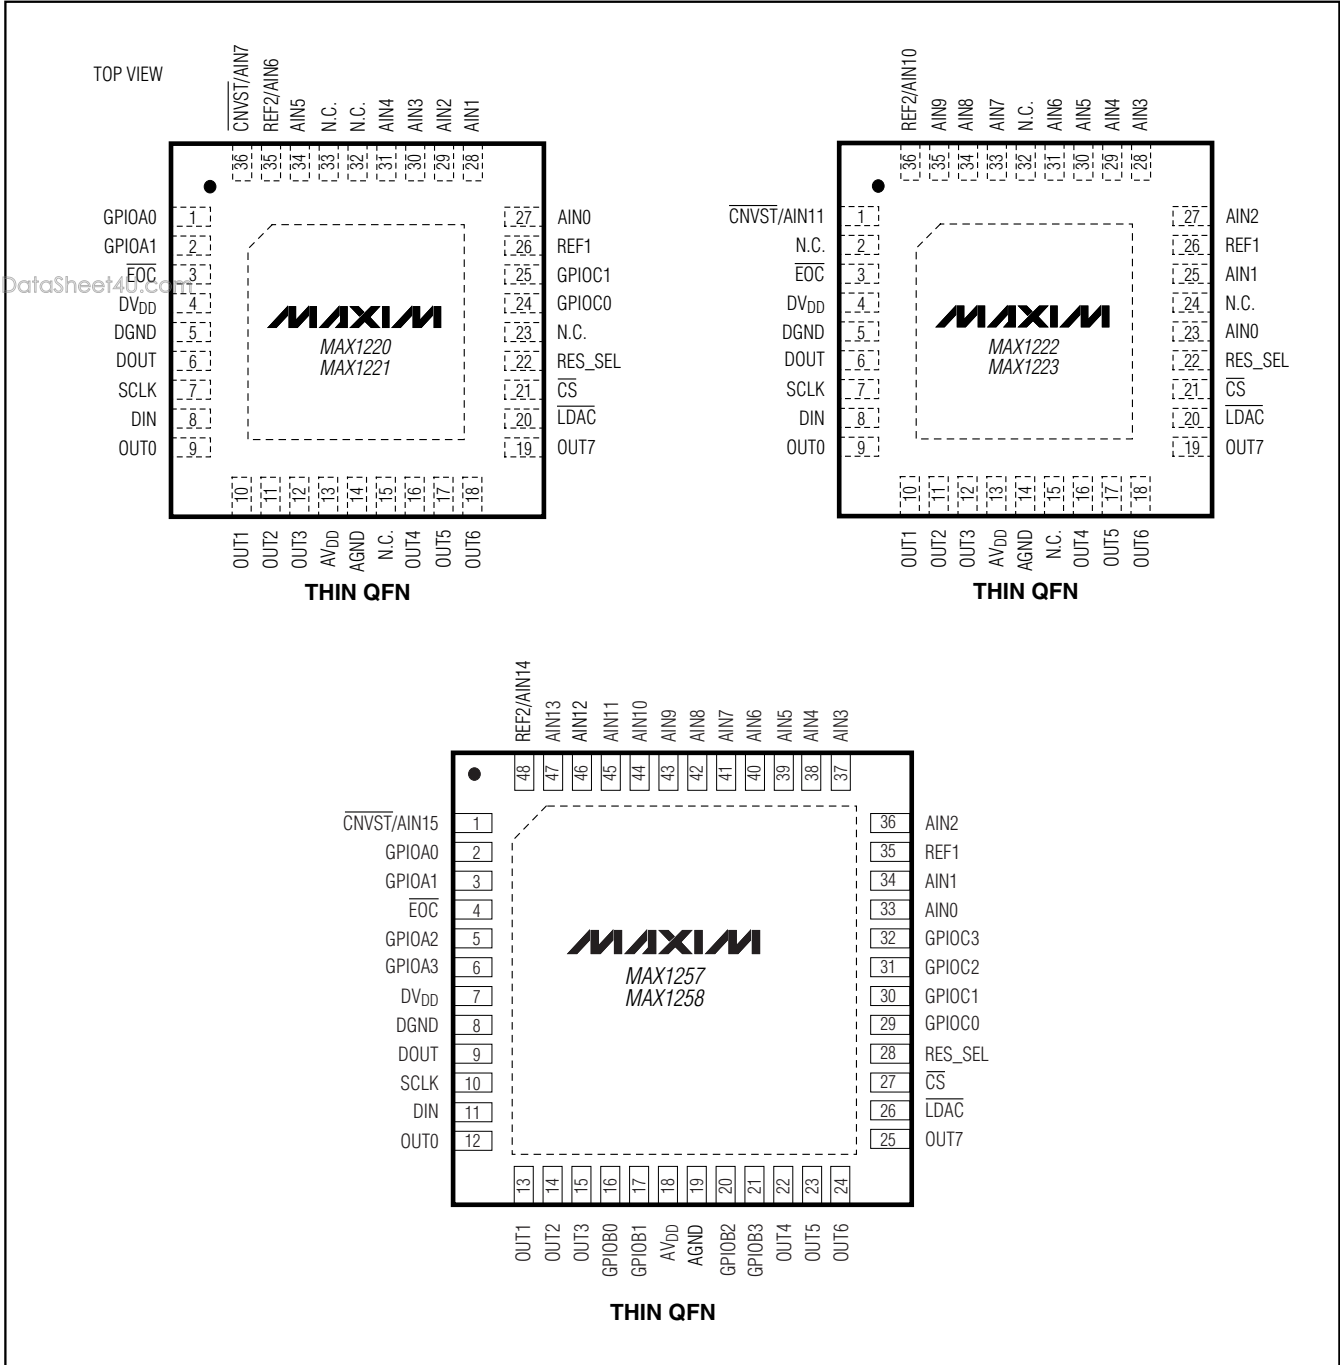 TOP VIEW
CNVST/AIN7 REF2/AIN6 AIN5 N.C. N.C. AIN4 AIN3 AIN2 AIN1
36 35 34 33 32 31 30 29 28
GPIOA0 1 27 AIN0
GPIOA1 2 26 REF1
EOC 3 25 GPIOC1
DVDD 4 24 GPIOC0
DGND 5 23 N.C.
DOUT 6 22 RES_SEL
SCLK 7 21 CS
DIN 8 20 LDAC
OUT0 9 19 OUT7
MAXIM
MAX1220
MAX1221
10 11 12 13 14 15 16 17 18
OUT1 OUT2 OUT3 AVDD AGND N.C. OUT4 OUT5 OUT6
THIN QFN
DataSheet4U.com
REF2/AIN10 AIN9 AIN8 AIN7 N.C. AIN6 AIN5 AIN4 AIN3
36 35 34 33 32 31 30 29 28
CNVST/AIN11 1 27 AIN2
N.C. 2 26 REF1
EOC 3 25 AIN1
DVDD 4 24 N.C.
DGND 5 23 AIN0
DOUT 6 22 RES_SEL
SCLK 7 21 CS
DIN 8 20 LDAC
OUT0 9 19 OUT7
MAXIM
MAX1222
MAX1223
10 11 12 13 14 15 16 17 18
OUT1 OUT2 OUT3 AVDD AGND N.C. OUT4 OUT5 OUT6
THIN QFN
REF2/AIN14 AIN13 AIN12 AIN11 AIN10 AIN9 AIN8 AIN7 AIN6 AIN5 AIN4 AIN3
48 47 46 45 44 43 42 41 40 39 38 37
CNVST/AIN15 1 36 AIN2
GPIOA0 2 35 REF1
GPIOA1 3 34 AIN1
EOC 4 33 AIN0
GPIOA2 5 32 GPIOC3
GPIOA3 6 31 GPIOC2
DVDD 7 30 GPIOC1
DGND 8 29 GPIOC0
DOUT 9 28 RES_SEL
SCLK 10 27 CS
DIN 11 26 LDAC
OUT0 12 25 OUT7
MAXIM
MAX1257
MAX1258
13 14 15 16 17 18 19 20 21 22 23 24
OUT1 OUT2 OUT3 GPIOB0 GPIOB1 AVDD AGND GPIOB2 GPIOB3 OUT4 OUT5 OUT6
THIN QFN